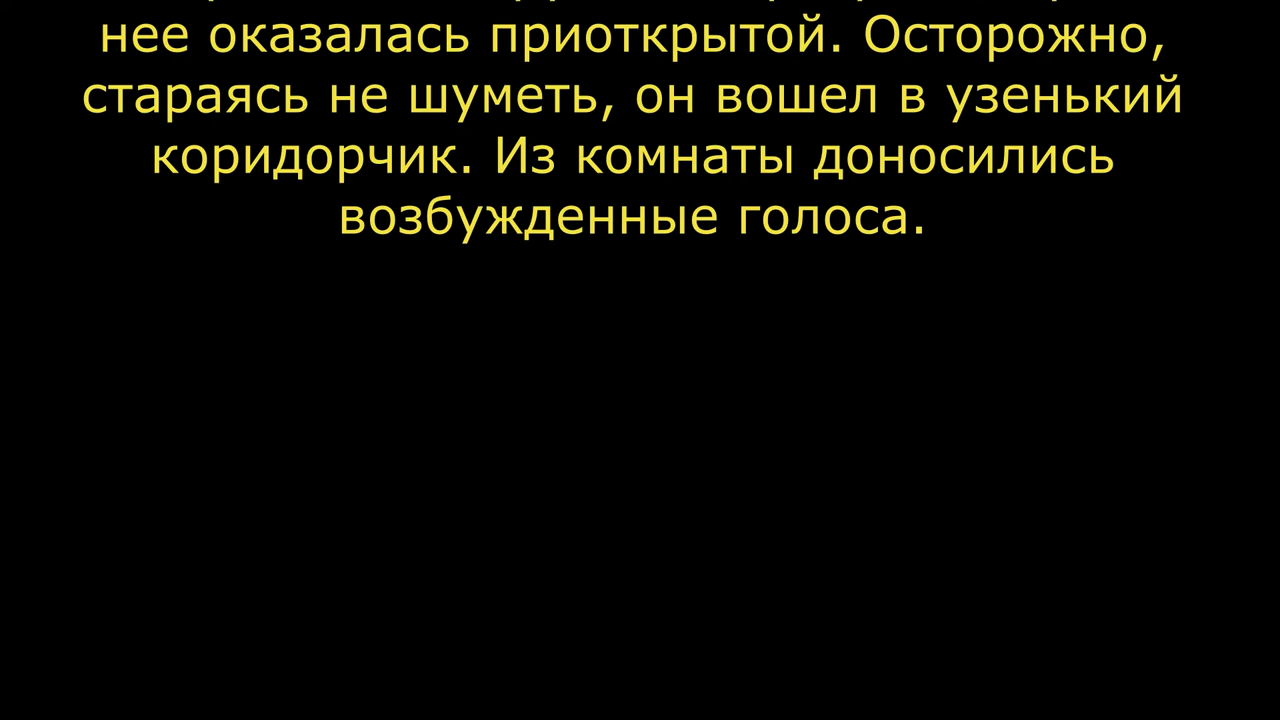 нее оказалась приоткрытой. Осторожно,
стараясь не шуметь, он вошел в узенький
коридорчик. Из комнаты доносились
возбужденные голоса.